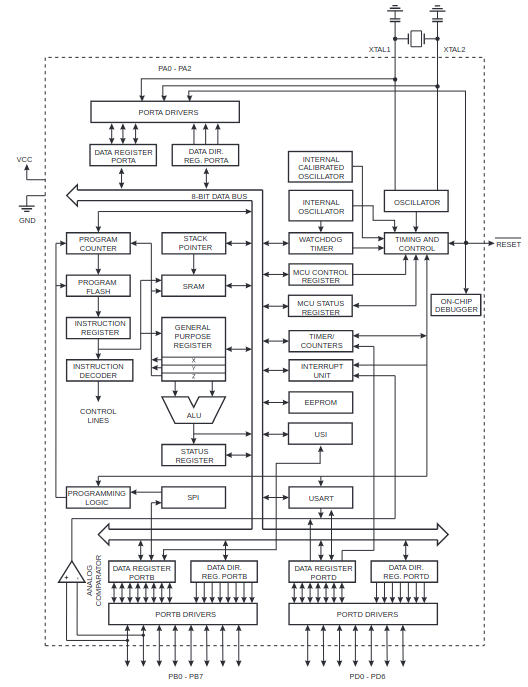 XTAL1
XTAL2
PA0 - PA2
PORTA DRIVERS
DATA REGISTER
PORTA
DATA DIR.
REG. PORTA
VCC
GND
8-BIT DATA BUS
INTERNAL
CALIBRATED
OSCILLATOR
INTERNAL
OSCILLATOR
OSCILLATOR
PROGRAM
COUNTER
STACK
POINTER
WATCHDOG
TIMER
TIMING AND
CONTROL
RESET
PROGRAM
FLASH
SRAM
MCU CONTROL
REGISTER
MCU STATUS
REGISTER
ON-CHIP
DEBUGGER
INSTRUCTION
REGISTER
GENERAL
PURPOSE
REGISTER
X
Y
Z
TIMER/
COUNTERS
INSTRUCTION
DECODER
INTERRUPT
UNIT
CONTROL
LINES
ALU
EEPROM
STATUS
REGISTER
USI
PROGRAMMING
LOGIC
SPI
USART
ANALOG
COMPARATOR
+
-
DATA REGISTER
PORTB
DATA DIR.
REG. PORTB
DATA REGISTER
PORTD
DATA DIR.
REG. PORTD
PORTB DRIVERS
PORTD DRIVERS
PB0 - PB7
PD0 - PD6